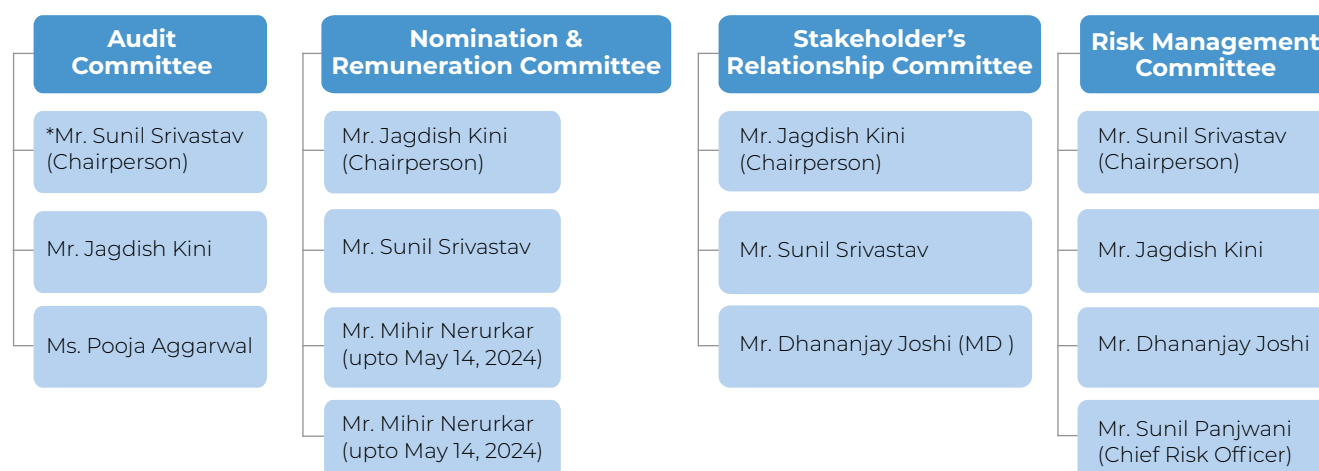 Audit
Committee
*Mr. Sunil Srivastav
(Chairperson)
Mr. Jagdish Kini
Ms. Pooja Aggarwal
Nomination &
Remuneration Committee
Mr. Jagdish Kini
(Chairperson)
Mr. Sunil Srivastav
Mr. Mihir Nerurkar
(upto May 14, 2024)
Mr. Mihir Nerurkar
(upto May 14, 2024)
Stakeholder’s
Relationship Committee
Mr. Jagdish Kini
(Chairperson)
Mr. Sunil Srivastav
Mr. Dhananjay Joshi (MD )
Risk Management
Committee
Mr. Sunil Srivastav
(Chairperson)
Mr. Jagdish Kini
Mr. Dhananjay Joshi
Mr. Sunil Panjwani
(Chief Risk Officer)